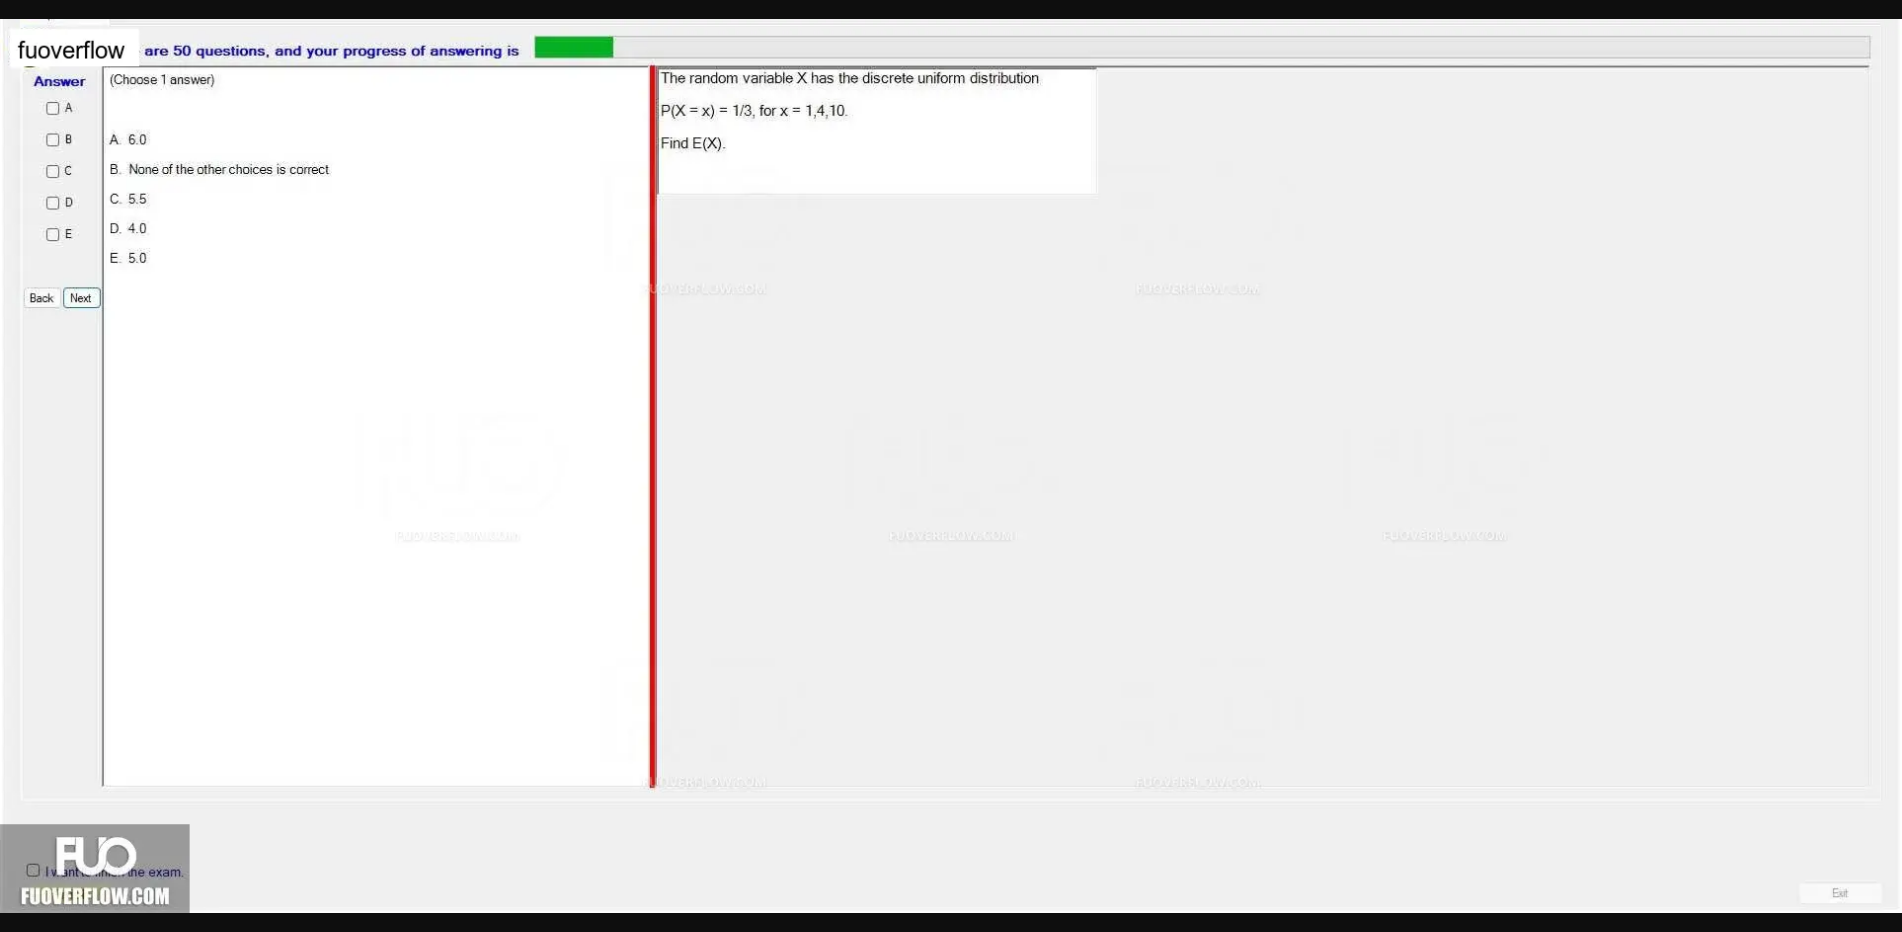 fuoverflow are 50 questions, and your progress of answering is
Answer
(Choose 1 answer)
A
B
C
D
E
Back Next
A. 6.0
B. None of the other choices is correct
C. 5.5
D. 4.0
E. 5.0
The random variable X has the discrete uniform distribution
P(X = x) = 1/3, for x = 1,4,10.
Find E(X).
FUOVERFLOW.COM
FUOVERFLOW.COM
FUOVERFLOW.COM
FUOVERFLOW.COM
FUOVERFLOW.COM
FUOVERFLOW.COM
FUOVERFLOW.COM
FUO
I want to finish the exam.
FUOVERFLOW.COM
Exit